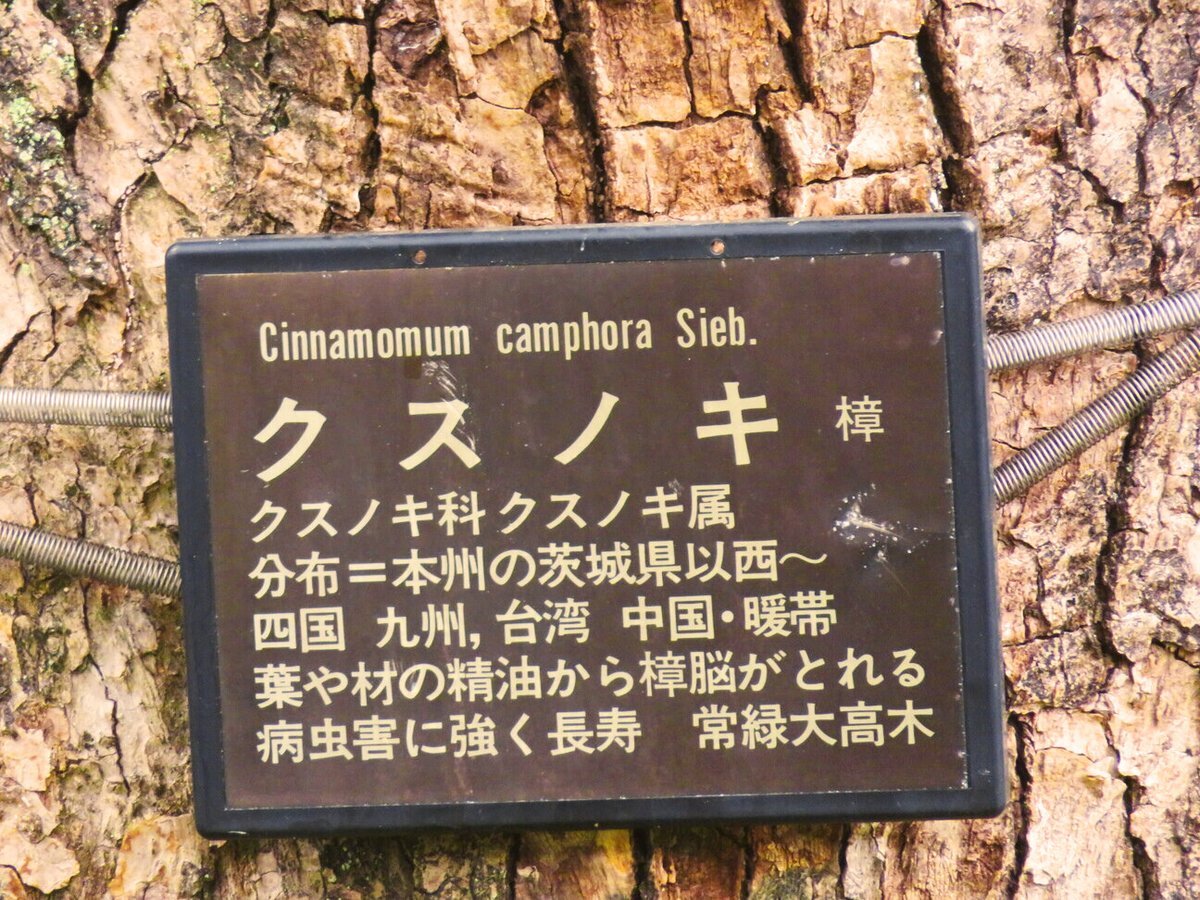 Cinnamomum camphora Sieb.
クスノキ 樟
クスノキ科 クスノキ属
分布＝本州の茨城県以西～
四国 九州, 台湾 中国・暖帯
葉や材の精油から樟脳がとれる
病虫害に強く長寿 常緑大高木